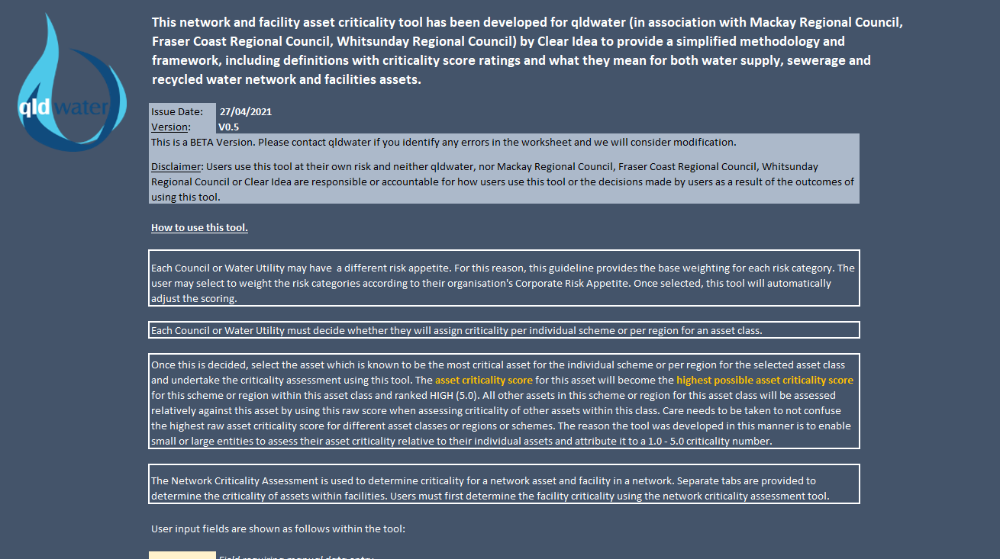 This network and facility asset criticality tool has been developed for qldwater (in association with Mackay Regional Council,
Fraser Coast Regional Council, Whitsunday Regional Council) by Clear Idea to provide a simplified methodology and
framework, including definitions with criticality score ratings and what they mean for both water supply, sewerage and
recycled water network and facilities assets.
qldwater
Issue Date: 27/04/2021
Version: V0.5
This is a BETA Version. Please contact qldwater if you identify any errors in the worksheet and we will consider modification.
Disclaimer: Users use this tool at their own risk and neither qldwater, nor Mackay Regional Council, Fraser Coast Regional Council, Whitsunday
Regional Council or Clear Idea are responsible or accountable for how users use this tool or the decisions made by users as a result of the outcomes of
using this tool.
How to use this tool.
Each Council or Water Utility may have  a different risk appetite. For this reason, this guideline provides the base weighting for each risk category. The
user may select to weight the risk categories according to their organisation's Corporate Risk Appetite. Once selected, this tool will automatically
adjust the scoring.
Each Council or Water Utility must decide whether they will assign criticality per individual scheme or per region for an asset class.
Once this is decided, select the asset which is known to be the most critical asset for the individual scheme or per region for the selected asset class
and undertake the criticality assessment using this tool. The asset criticality score for this asset will become the highest possible asset criticality score
for this scheme or region within this asset class and ranked HIGH (5.0). All other assets in this scheme or region for this asset class will be assessed
relatively against this asset by using this raw score when assessing criticality of other assets within this class. Care needs to be taken to not confuse
the highest raw asset criticality score for different asset classes or regions or schemes. The reason the tool was developed in this manner is to enable
small or large entities to assess their asset criticality relative to their individual assets and attribute it to a 1.0 - 5.0 criticality number.
The Network Criticality Assessment is used to determine criticality for a network asset and facility in a network. Separate tabs are provided to
determine the criticality of assets within facilities. Users must first determine the facility criticality using the network criticality assessment tool.
User input fields are shown as follows within the tool:
Field requiring manual data entry